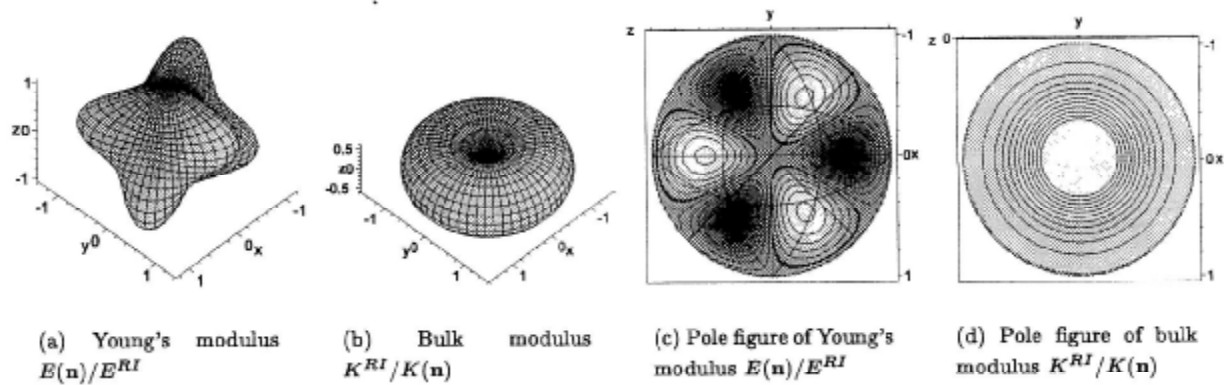 1
z0
-1
-1
y0
1
-1
0x
1
0.5
z0
-0.5
-1
y0
1
-1
0x
1
y
z
-1
0x
1
y
z 0
-1
0x
1
(a) Young's modulus
E(n)/E^{RI}
(b) Bulk modulus
K^{RI}/K(n)
(c) Pole figure of Young's
modulus E(n)/E^{RI}
(d) Pole figure of bulk
modulus K^{RI}/K(n)